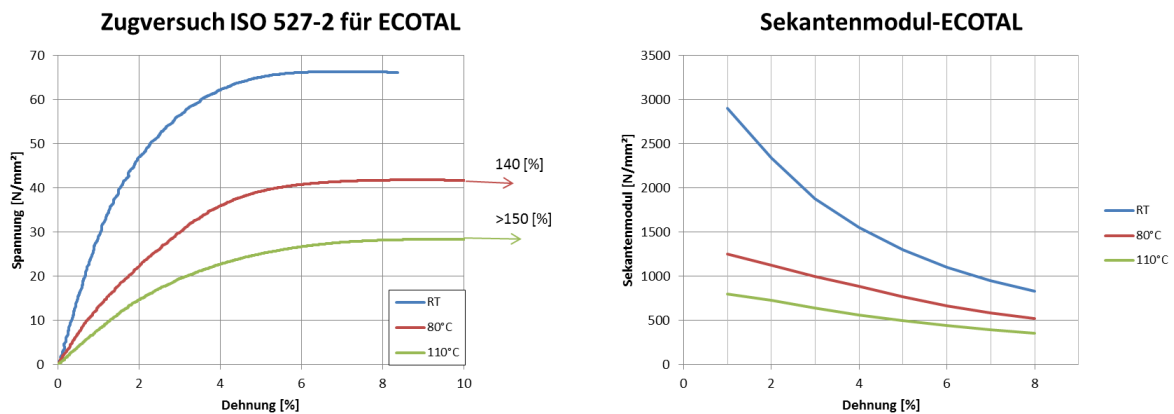 Zugversuch ISO 527-2 für ECOTAL
Spannung [N/mm²]
70
60
50
40
30
20
10
0
0 2 4 6 8 10
Dehnung [%]
140 [%]
>150 [%]
RT
80°C
110°C
Sekantenmodul-ECOTAL
Sekantenmodul [N/mm²]
3500
3000
2500
2000
1500
1000
500
0
0 2 4 6 8
Dehnung [%]
RT
80°C
110°C